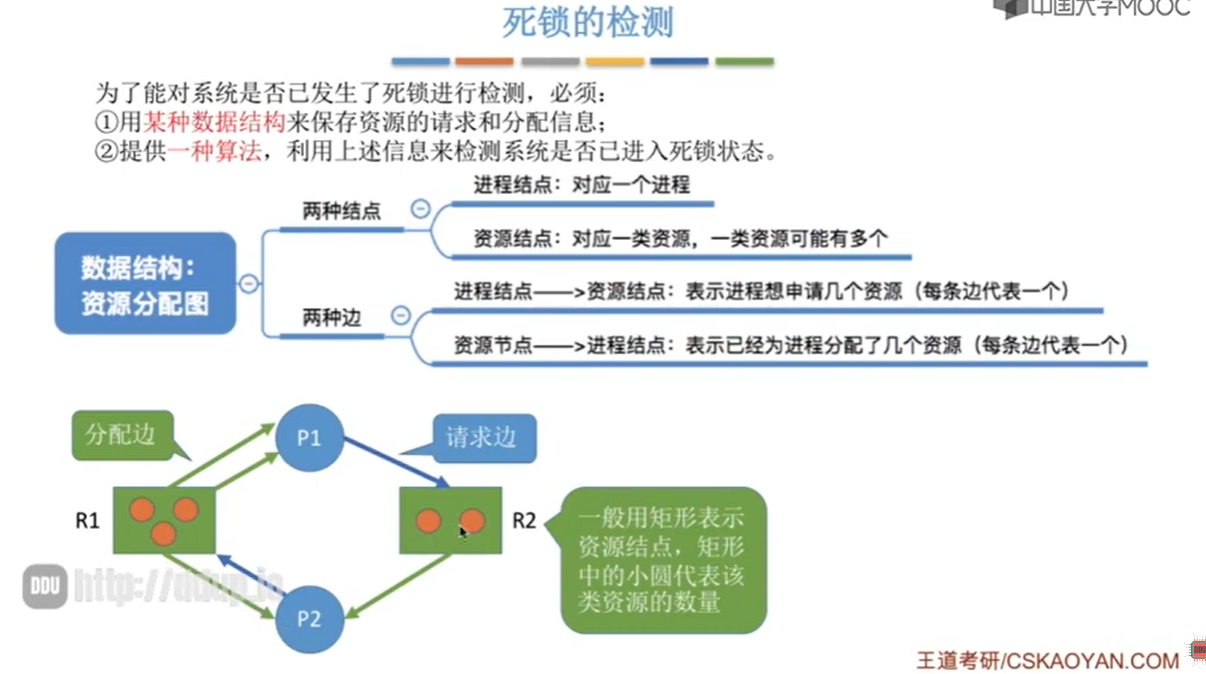 中国大学MOOC
死锁的检测
为了能对系统是否已发生了死锁进行检测，必须：
①用某种数据结构来保存资源的请求和分配信息；
②提供一种算法，利用上述信息来检测系统是否已进入死锁状态。
数据结构：
资源分配图
两种结点
进程结点：对应一个进程
资源结点：对应一类资源，一类资源可能有多个
两种边
进程结点——>资源结点：表示进程想申请几个资源（每条边代表一个）
资源节点——>进程结点：表示已经为进程分配了几个资源（每条边代表一个）
分配边
P1
请求边
R1
R2
一般用矩形表示
资源结点，矩形
中的小圆代表该
类资源的数量
P2
DDU http://ddup_io
王道考研/CSKAOYAN.COM
DDU